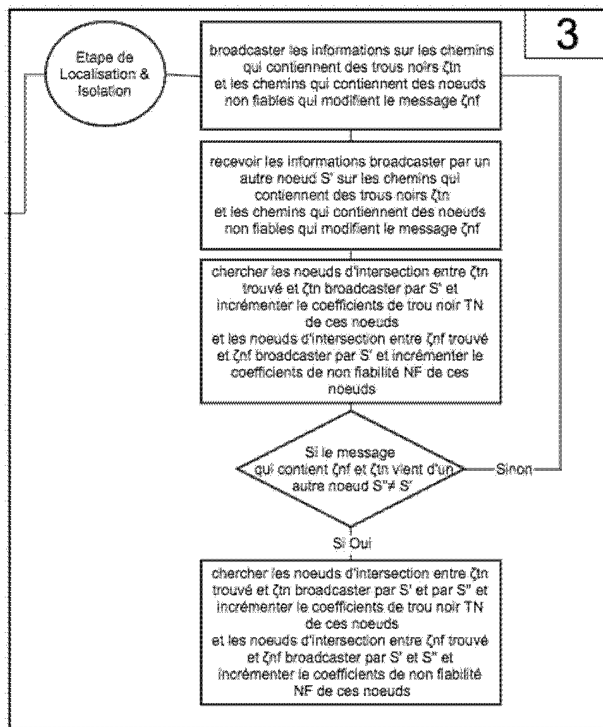 3
Etape de
Localisation &
Isolation
broadcaster les informations sur les chemins
qui contiennent des trous noirs ζtn
et les chemins qui contiennent des noeuds
non fiables qui modifient le message ζnf
recevoir les informations broadcaster par un
autre noeud S' sur les chemins qui
contiennent des trous noirs ζtn
et les chemins qui contiennent des noeuds
non fiables qui modifient le message ζnf
chercher les noeuds d'intersection entre ζtn
trouvé et ζtn broadcaster par S' et
incrémenter le coefficients de trou noir TN
de ces noeuds
et les noeuds d'intersection entre ζnf trouvé
et ζnf broadcaster par S' et incrémenter le
coefficients de non fiabilité NF de ces
noeuds
Si le message
qui contient ζnf et ζtn vient d'un
autre noeud S''≠ S'
Sinon
Si Oui
chercher les noeuds d'intersection entre ζtn
trouvé et ζtn broadcaster par S' et par S'' et
incrémenter le coefficients de trou noir TN
de ces noeuds
et les noeuds d'intersection entre ζnf trouvé
et ζnf broadcaster par S' et S'' et
incrémenter le coefficients de non fiabilité
NF de ces noeuds